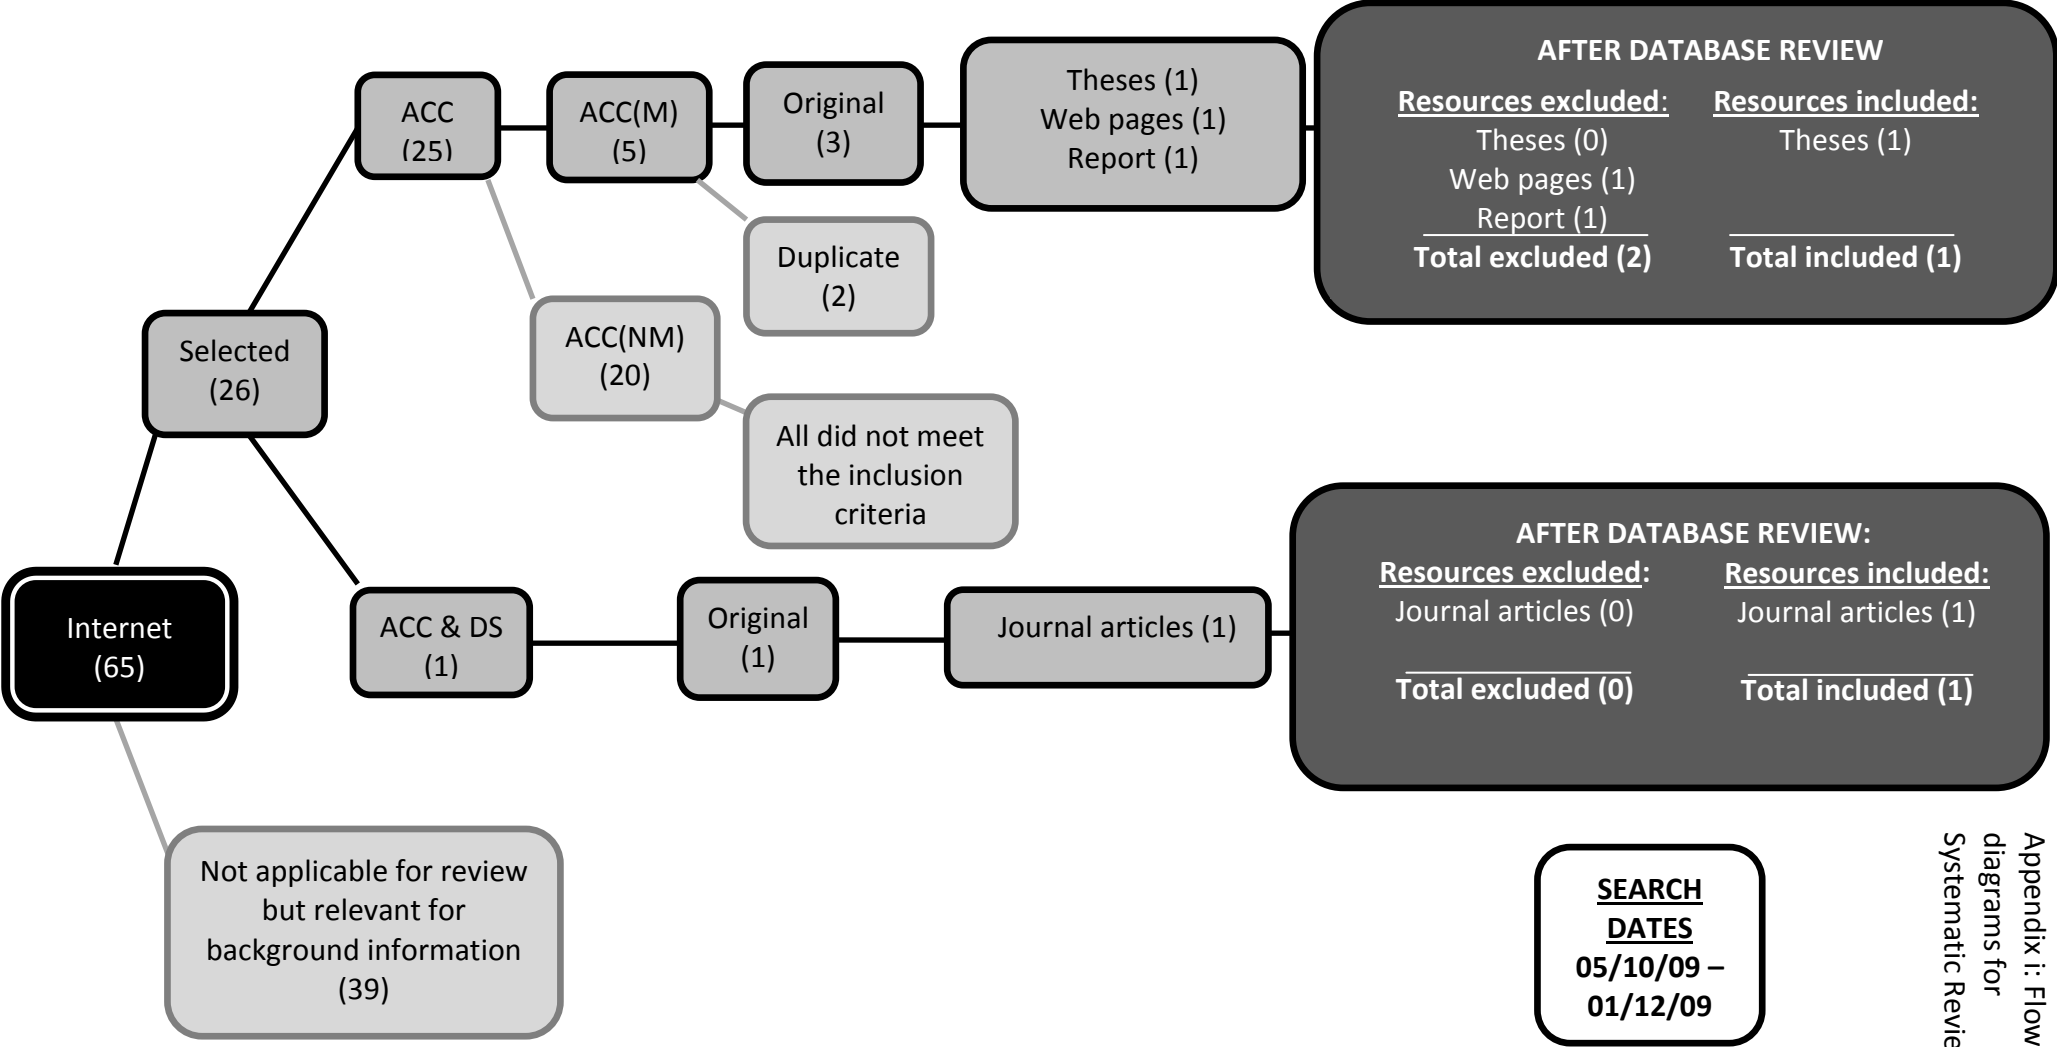 Internet
(65)
Not applicable for review
but relevant for
background information
(39)
Selected
(26)
ACC
(25)
ACC(M)
(5)
Original
(3)
Theses (1)
Web pages (1)
Report (1)
AFTER DATABASE REVIEW
Resources excluded:
Theses (0)
Web pages (1)
Report (1)
Total excluded (2)
Resources included:
Theses (1)
Total included (1)
Duplicate
(2)
ACC(NM)
(20)
All did not meet
the inclusion
criteria
ACC & DS
(1)
Original
(1)
Journal articles (1)
AFTER DATABASE REVIEW:
Resources excluded:
Journal articles (0)
Total excluded (0)
Resources included:
Journal articles (1)
Total included (1)
SEARCH
DATES
05/10/09 –
01/12/09
Appendix i: Flow
diagrams for
Systematic Revie